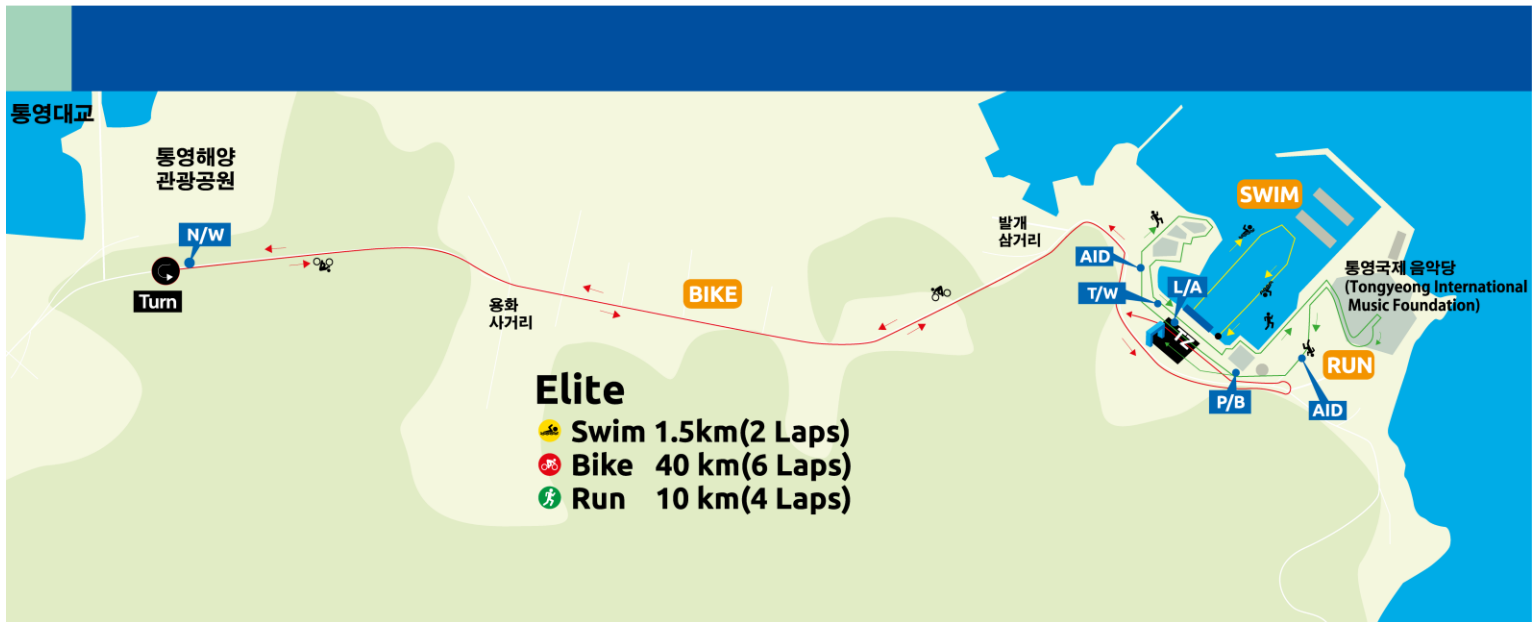 통영대교
통영해양
관광공원
N/W
Turn
용화
사거리
BIKE
발개
삼거리
AID
T/W
L/A
TZ
SWIM
통영국제 음악당
(Tongyeong International
Music Foundation)
RUN
P/B
AID
Elite
Swim 1.5km(2 Laps)
Bike 40 km(6 Laps)
Run 10 km(4 Laps)